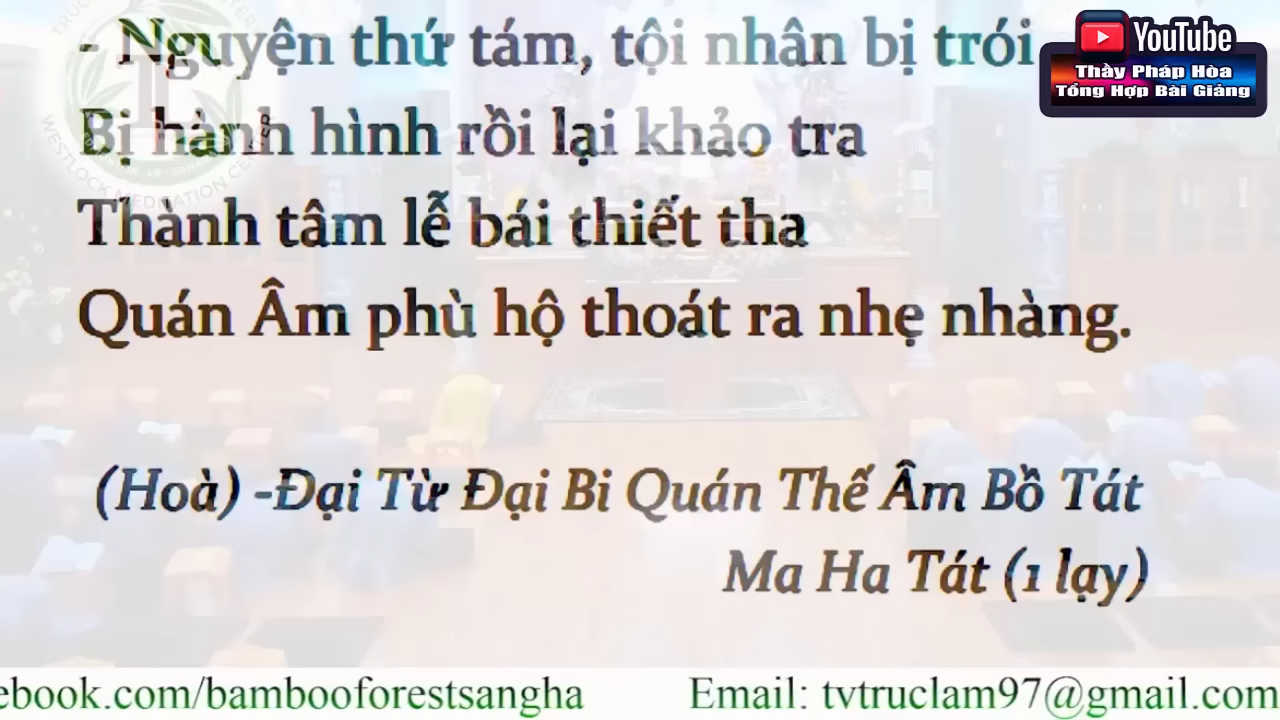 - Nguyện thứ tám, tội nhân bị trói
Bị hành hình rồi lại khảo tra
Thành tâm lễ bái thiết tha
Quán Âm phù hộ thoát ra nhẹ nhàng.
(Hoà) -Đại Từ Đại Bi Quán Thế Âm Bồ Tát
Ma Ha Tát (1 lạy)
YouTube
Thầy Pháp Hòa
Tổng Hợp Bài Giảng
WESTLOCK MEDITATION CENTER
ebook.com/bambooforestsangha
Email: tvtruclam97@gmail.com